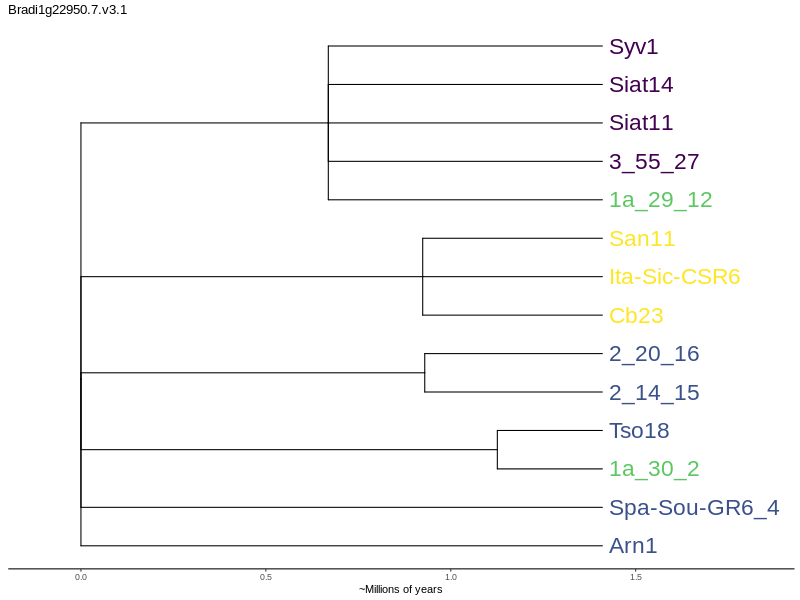 Bradi1g22950.7.v3.1
Syv1
Siat14
Siat11
3_55_27
1a_29_12
San11
Ita-Sic-CSR6
Cb23
2_20_16
2_14_15
Tso18
1a_30_2
Spa-Sou-GR6_4
Arn1
0.0 0.5 1.0 1.5
~Millions of years